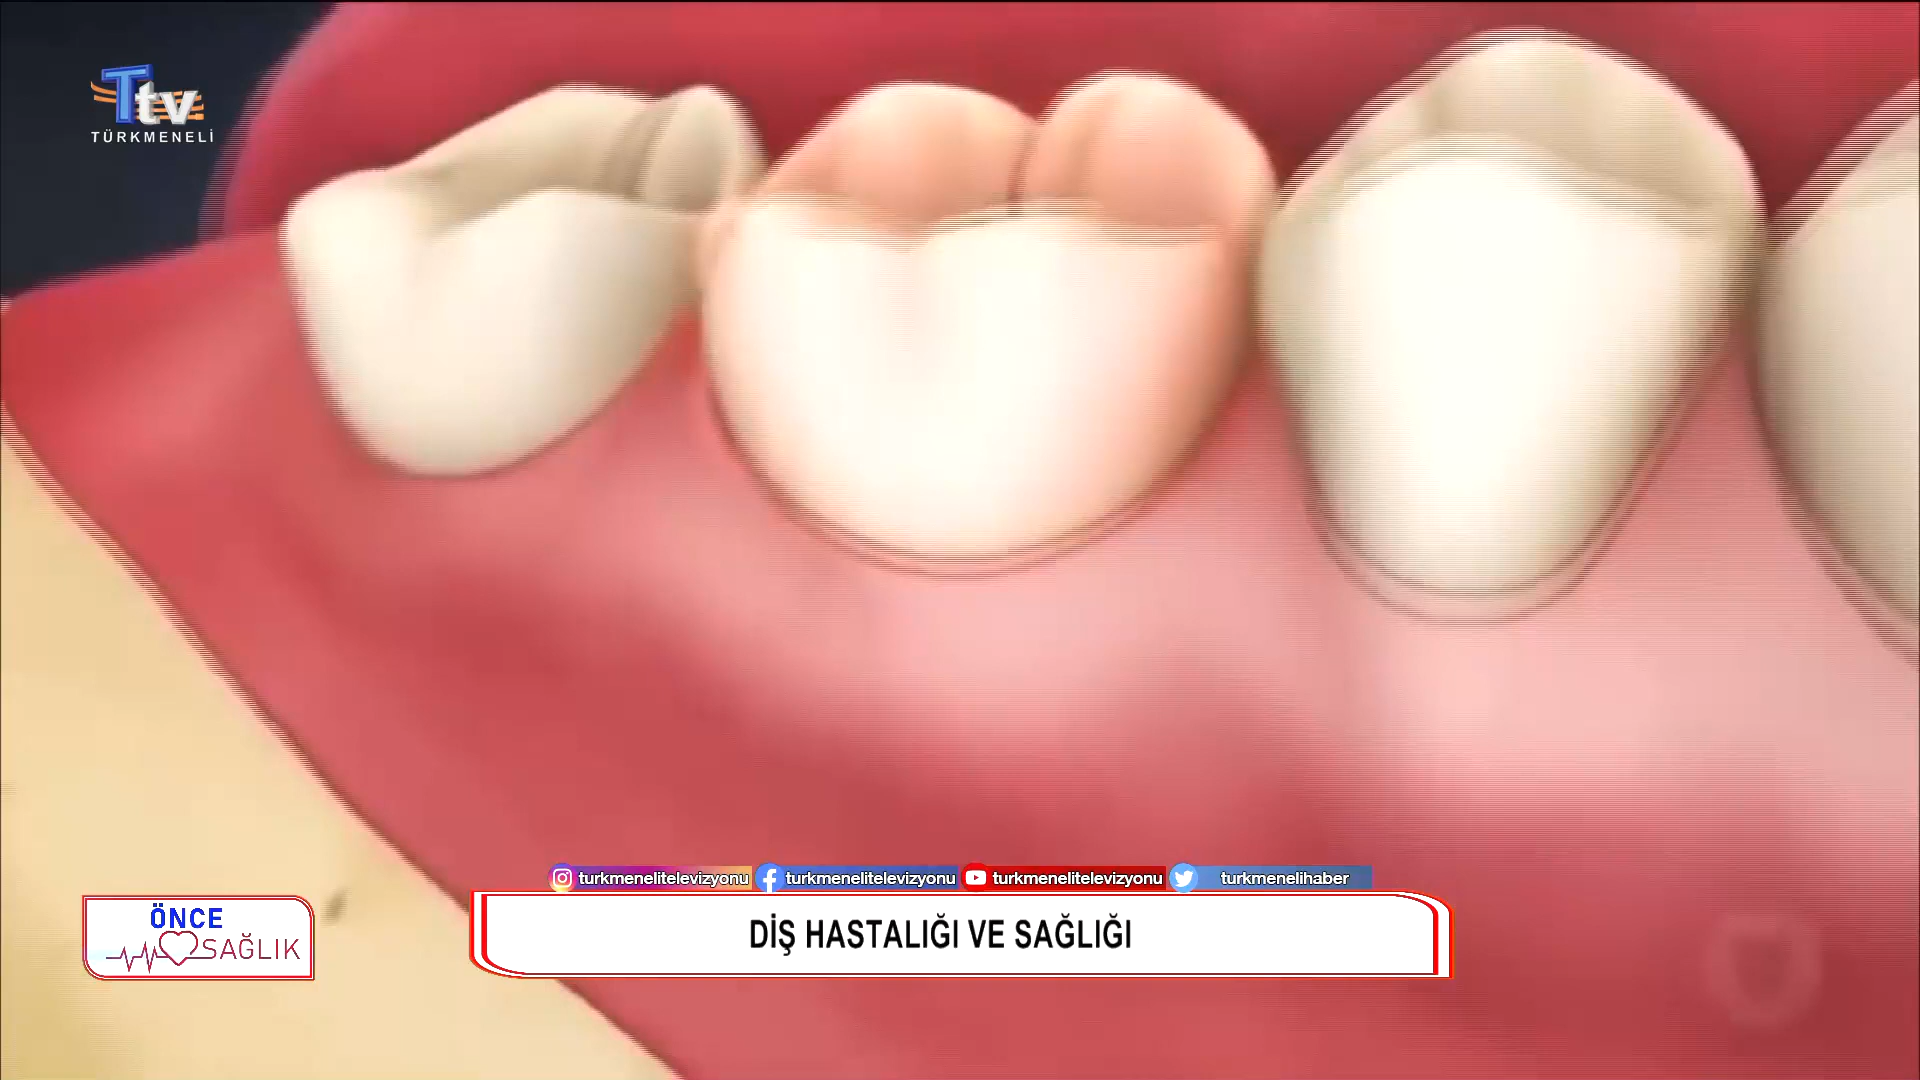 Ttv
TÜRKMENELİ
turkmenelitelevizyonu turkmenelitelevizyonu turkmenelitelevizyonu turkmenelihaber
ÖNCE
SAĞLIK
DİŞ HASTALIĞI VE SAĞLIĞI